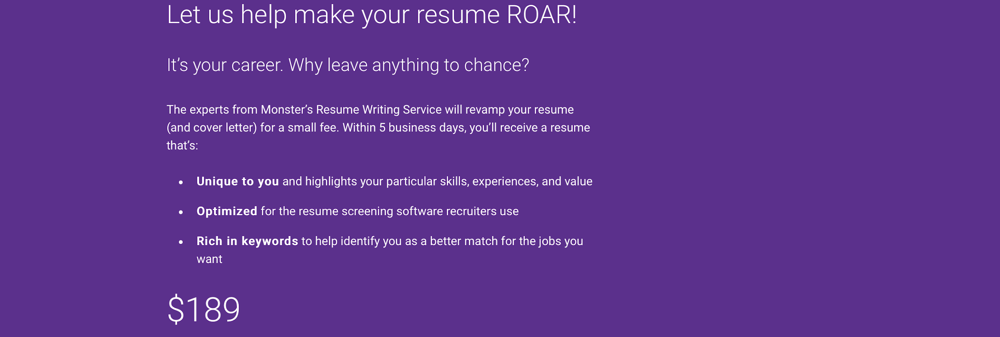 Let us help make your resume ROAR!
It’s your career. Why leave anything to chance?
The experts from Monster’s Resume Writing Service will revamp your resume
(and cover letter) for a small fee. Within 5 business days, you’ll receive a resume
that’s:
• Unique to you and highlights your particular skills, experiences, and value
• Optimized for the resume screening software recruiters use
• Rich in keywords to help identify you as a better match for the jobs you
want
$189